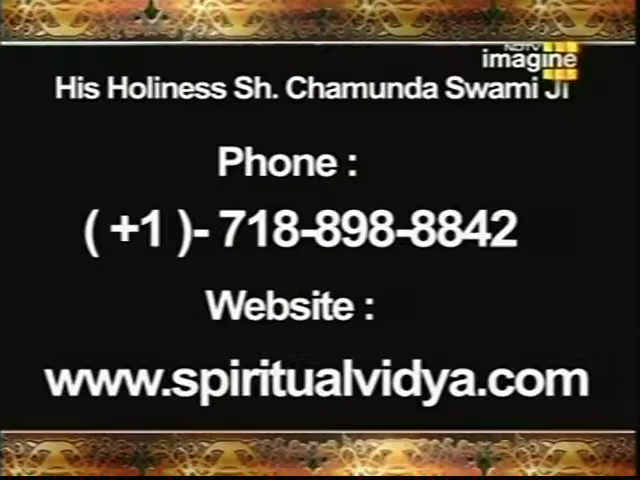 NDTV
imagine
His Holiness Sh. Chamunda Swami Ji
Phone :
( +1 )- 718-898-8842
Website :
www.spiritualvidya.com